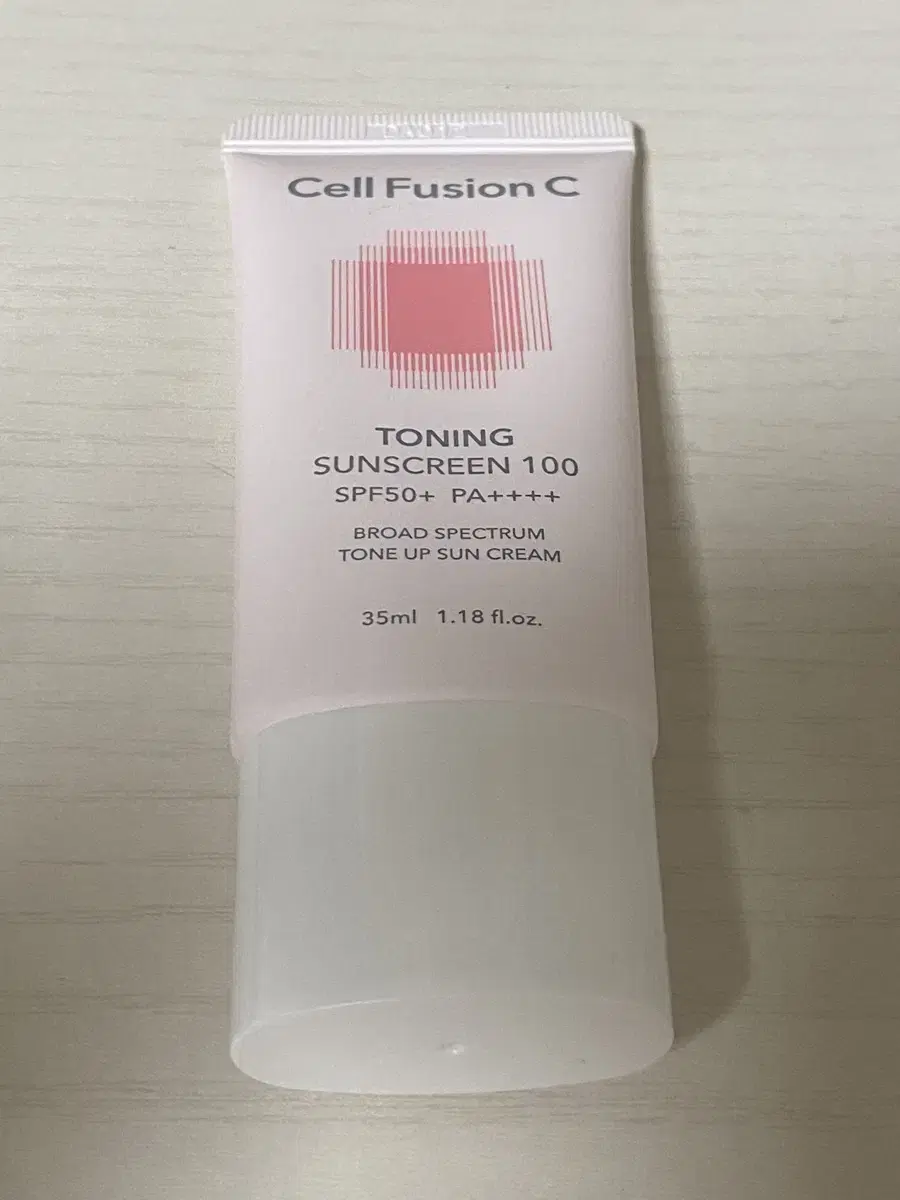 Cell Fusion C
TONING
SUNSCREEN 100
SPF50+ PA++++
BROAD SPECTRUM
TONE UP SUN CREAM
35ml 1.18 fl.oz.